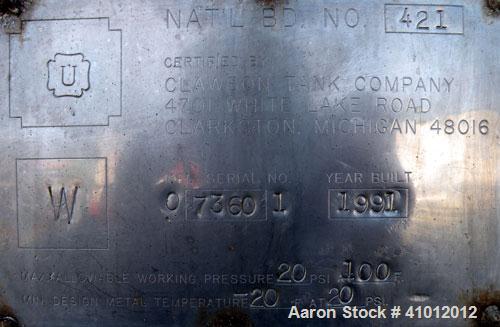 NAT'L BD. NO. 421
U
CERTIFIED BY
CLAWSON TANK COMPANY
4701 WHITE LAKE ROAD
CLARKSTON, MICHIGAN 48016
W
MFG. SERIAL NO. YEAR BUILT
0 7360 1 1991
MAX. ALLOWABLE WORKING PRESSURE 20 PSI 100 F.
MIN. DESIGN METAL TEMPERATURE 20 °F AT 20 PSI.
Aaron Stock # 41012012